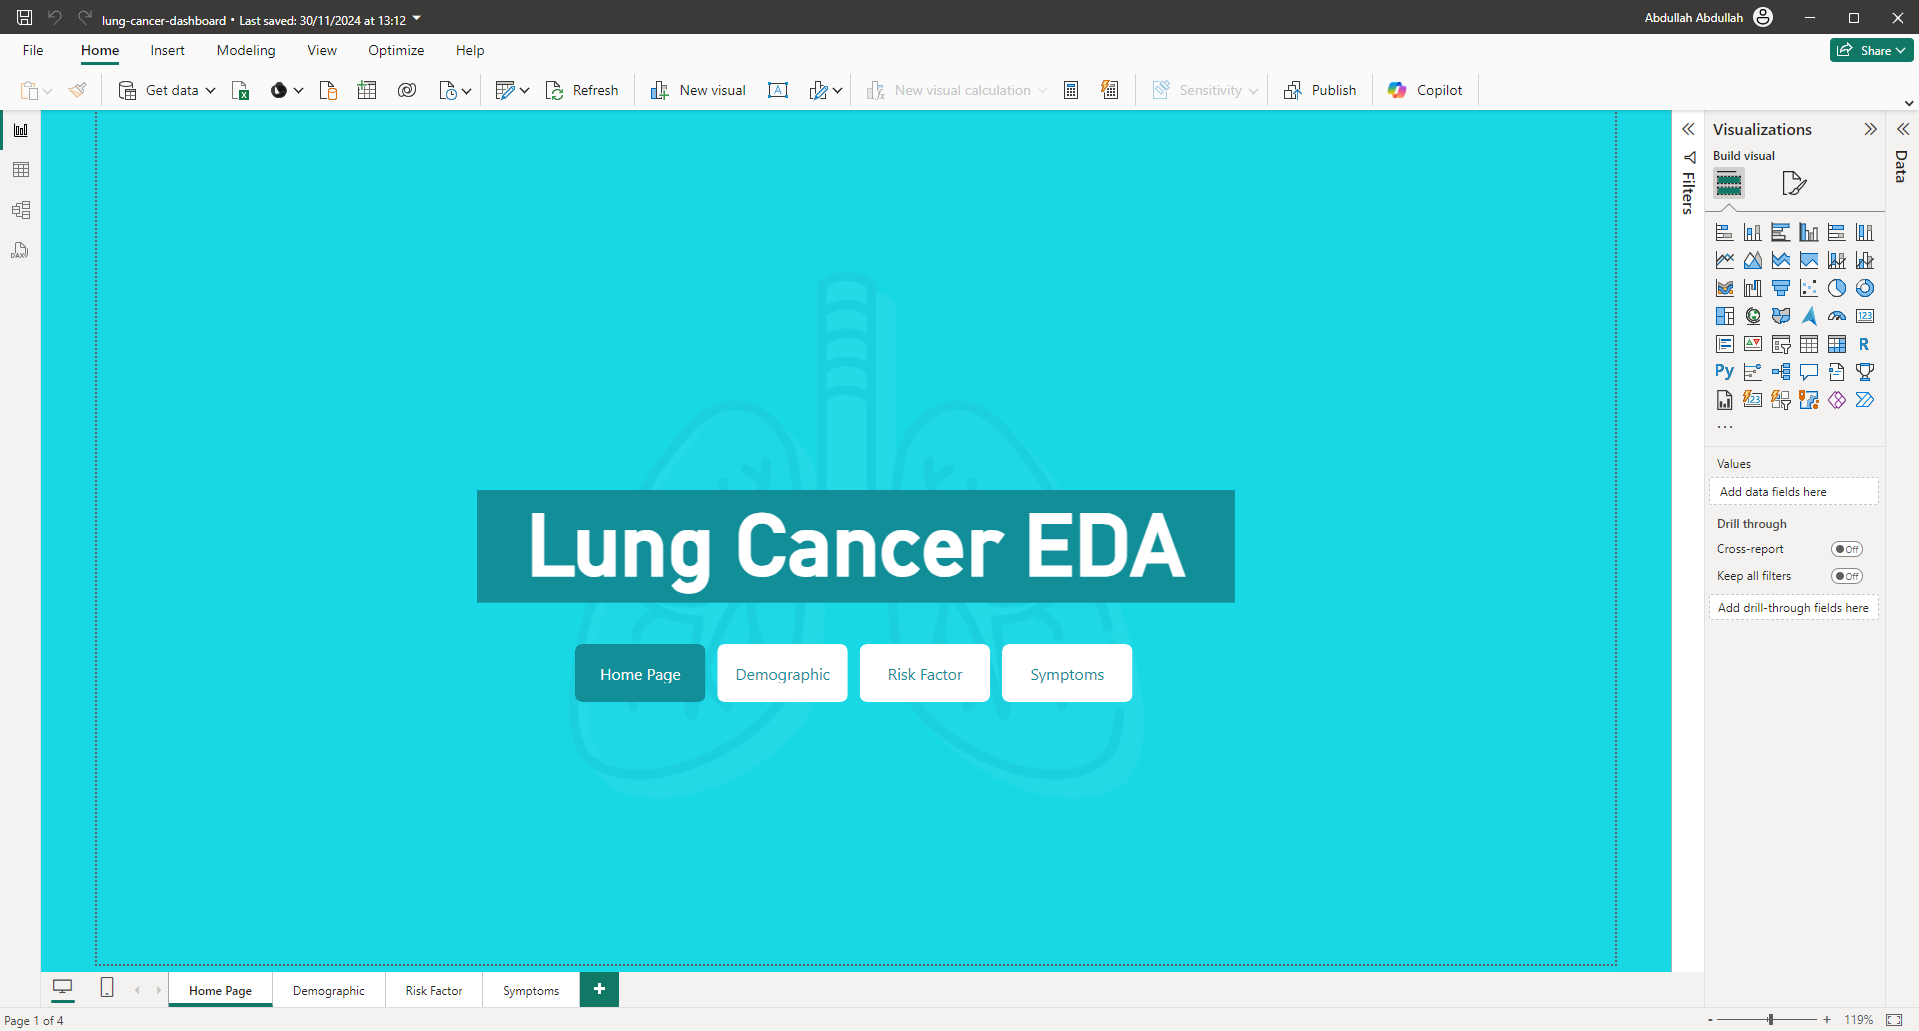 lung-cancer-dashboard • Last saved: 30/11/2024 at 13:12
Abdullah Abdullah
File Home Insert Modeling View Optimize Help
Share
Get data
Refresh
New visual
New visual calculation
Sensitivity
Publish
Copilot
Filters
Visualizations
Build visual
Data
123
R
Py
123
Values
Add data fields here
Drill through
Cross-report Off
Keep all filters Off
Add drill-through fields here
DAX
Lung Cancer EDA
Home Page Demographic Risk Factor Symptoms
Home Page Demographic Risk Factor Symptoms +
Page 1 of 4
- + 119%